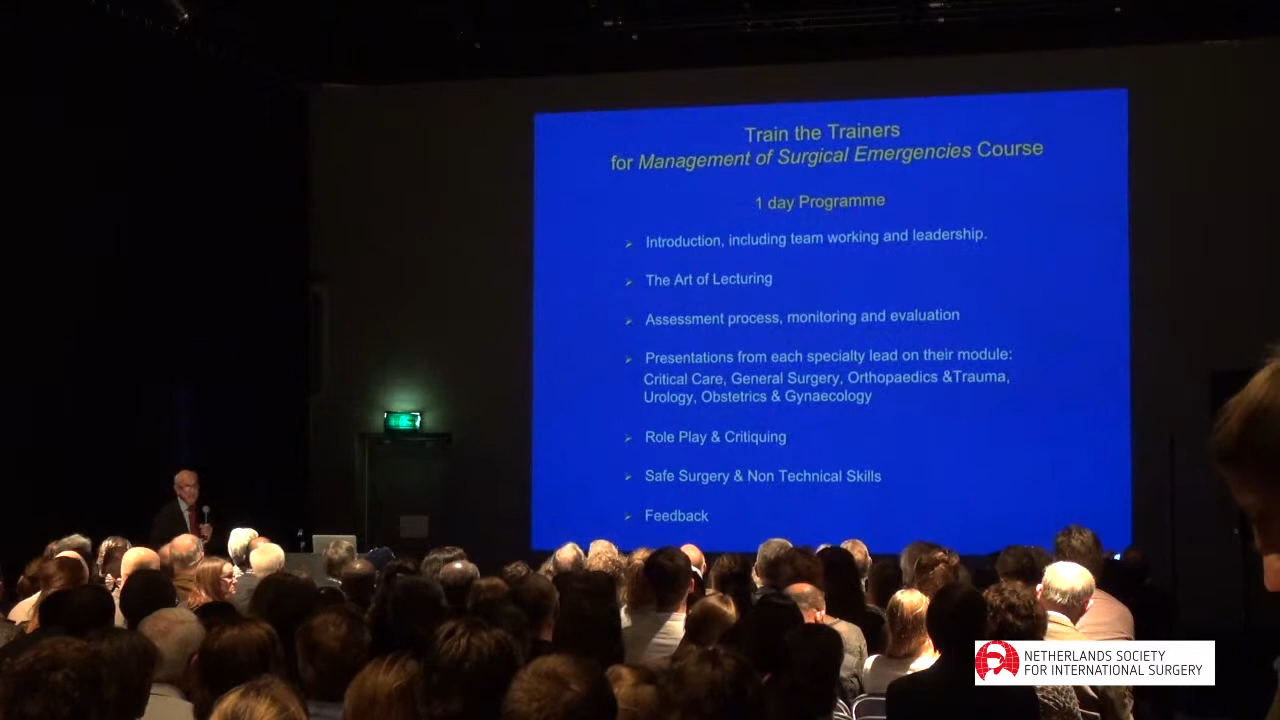 Train the Trainers
for Management of Surgical Emergencies Course
1 day Programme
Introduction, including team working and leadership.
The Art of Lecturing
Assessment process, monitoring and evaluation
Presentations from each specialty lead on their module:
Critical Care, General Surgery, Orthopaedics &Trauma,
Urology, Obstetrics & Gynaecology
Role Play & Critiquing
Safe Surgery & Non Technical Skills
Feedback
NETHERLANDS SOCIETY
FOR INTERNATIONAL SURGERY